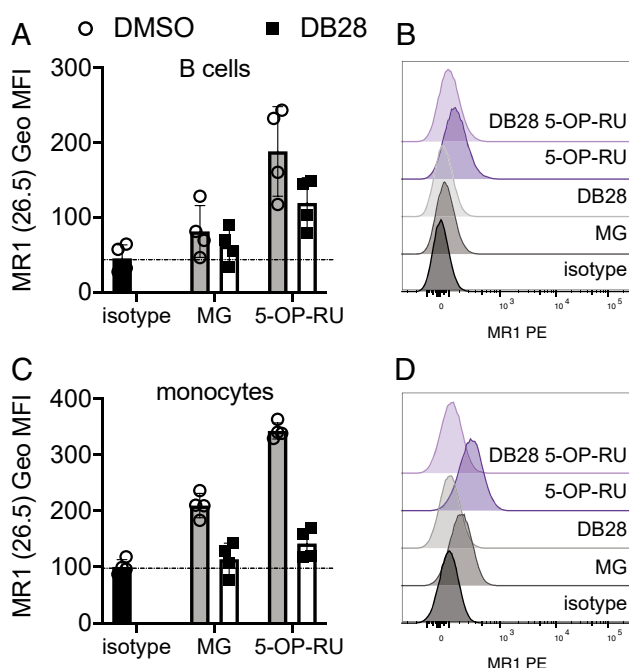 A
DMSO
DB28
B
B cells
MR1 (26.5) Geo MFI
300
200
100
0
isotype
MG
5-OP-RU
DB28 5-OP-RU
5-OP-RU
DB28
MG
isotype
0
10³
10⁴
10⁵
MR1 PE
C
monocytes
D
MR1 (26.5) Geo MFI
400
300
200
100
0
isotype
MG
5-OP-RU
DB28 5-OP-RU
5-OP-RU
DB28
MG
isotype
0
10³
10⁴
10⁵
MR1 PE